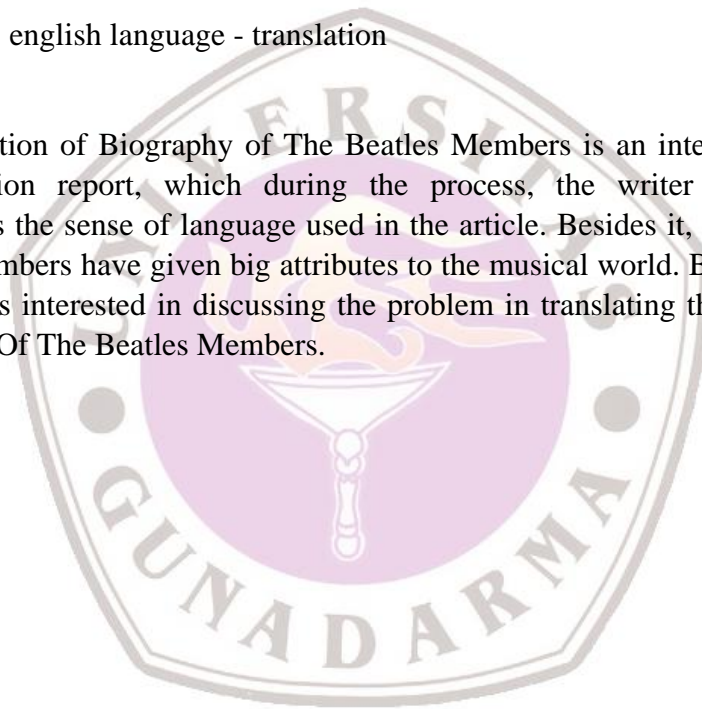 english language - translation
tion of Biography of The Beatles Members is an inte
ion report, which during the process, the writer
s the sense of language used in the article. Besides it,
mbers have given big attributes to the musical world. B
s interested in discussing the problem in translating th
Of The Beatles Members.
UNIVERSITAS
GUNADARMA